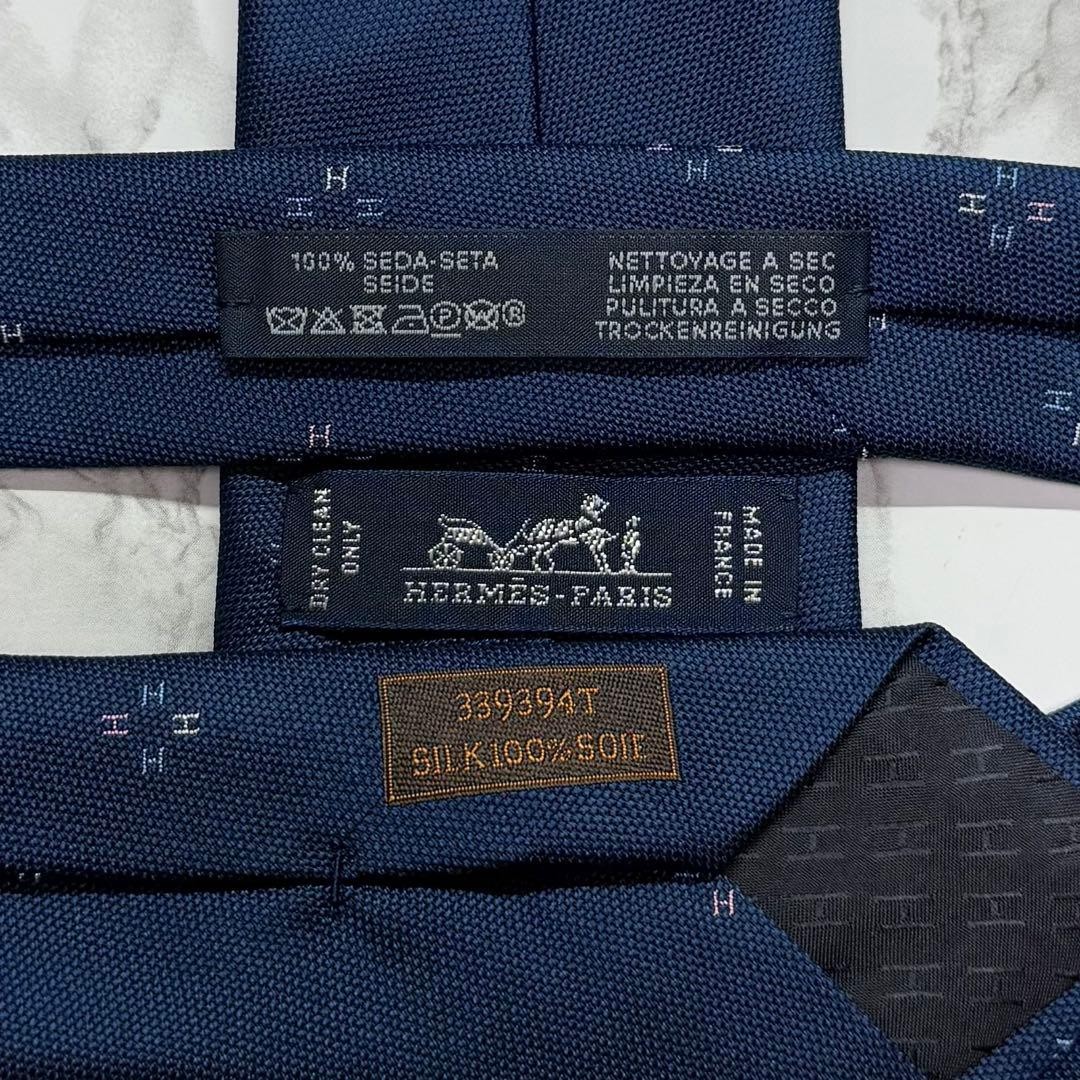 100% SEDA-SETA
SEIDE
NETTOYAGE A SEC
LIMPIEZA EN SECO
PULITURA A SECCO
TROCKENREINIGUNG
DRY CLEAN
ONLY
HERMĒS-PARIS
MADE IN
FRANCE
339394T
SILK100%SOIE